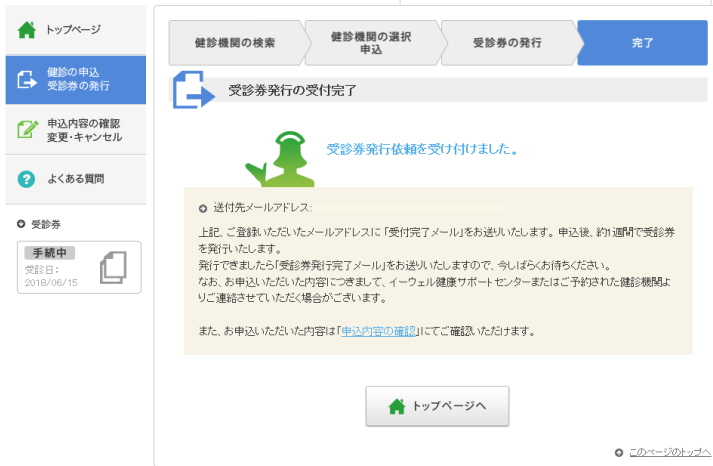 トップページ
健診の申込
受診券の発行
申込内容の確認
変更・キャンセル
よくある質問
受診券
手続中
受診日:
2018/06/15
健診機関の検索
健診機関の選択
申込
受診券の発行
完了
受診券発行の受付完了
受診券発行依頼を受け付けました。
送付先メールアドレス:
上記、ご登録いただいたメールアドレスに「受付完了メール」をお送りいたします。申込後、約1週間で受診券
を発行いたします。
発行できましたら「受診券発行完了メール」をお送りいたしますので、今しばらくお待ちください。
なお、お申込いただいた内容につきまして、イーウェル健康サポートセンターまたはご予約された健診機関よ
りご連絡させていただく場合がございます。
また、お申込いただいた内容は「申込内容の確認」にてご確認いただけます。
トップページへ
このページのトップへ